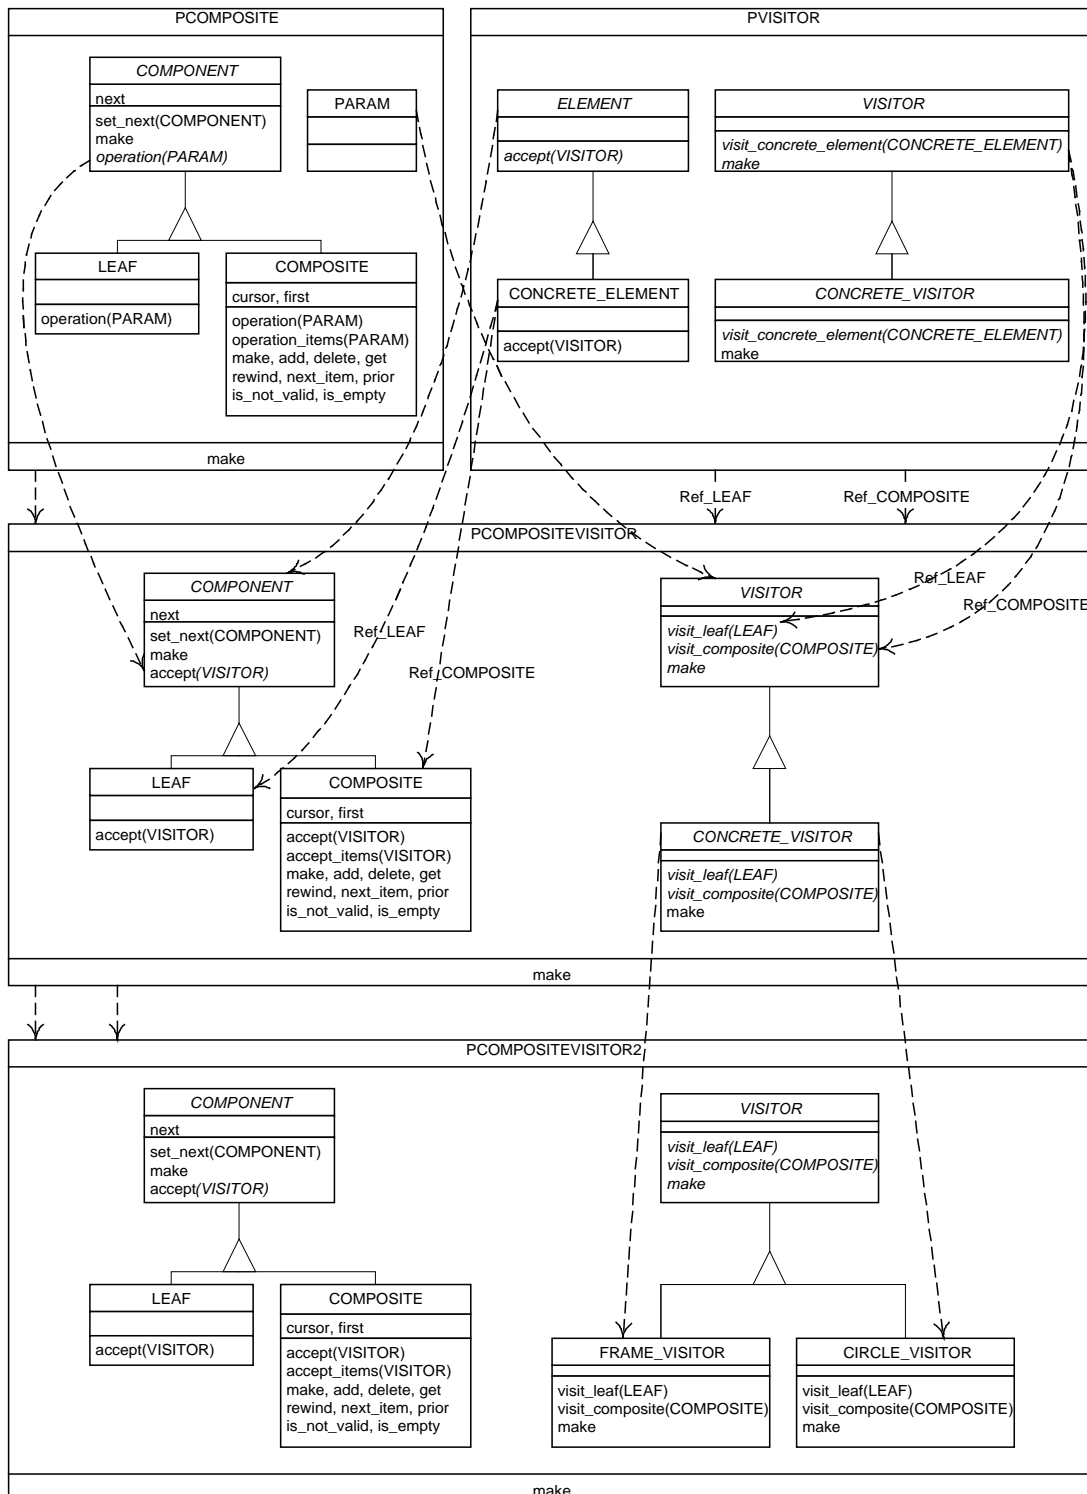 PCOMPOSITE
COMPONENT
next
set_next(COMPONENT)
make
operation(PARAM)
PARAM
LEAF
operation(PARAM)
COMPOSITE
cursor, first
operation(PARAM)
operation_items(PARAM)
make, add, delete, get
rewind, next_item, prior
is_not_valid, is_empty
make
PVISITOR
ELEMENT
accept(VISITOR)
VISITOR
visit_concrete_element(CONCRETE_ELEMENT)
make
CONCRETE_ELEMENT
accept(VISITOR)
CONCRETE_VISITOR
visit_concrete_element(CONCRETE_ELEMENT)
make
Ref_LEAF
Ref_COMPOSITE
PCOMPOSITEVISITOR
COMPONENT
next
set_next(COMPONENT)
make
accept(VISITOR)
Ref_LEAF
Ref_COMPOSITE
LEAF
accept(VISITOR)
COMPOSITE
cursor, first
accept(VISITOR)
accept_items(VISITOR)
make, add, delete, get
rewind, next_item, prior
is_not_valid, is_empty
VISITOR
visit_leaf(LEAF)
visit_composite(COMPOSITE)
make
Ref_LEAF
Ref_COMPOSITE
CONCRETE_VISITOR
visit_leaf(LEAF)
visit_composite(COMPOSITE)
make
make
PCOMPOSITEVISITOR2
COMPONENT
next
set_next(COMPONENT)
make
accept(VISITOR)
LEAF
accept(VISITOR)
COMPOSITE
cursor, first
accept(VISITOR)
accept_items(VISITOR)
make, add, delete, get
rewind, next_item, prior
is_not_valid, is_empty
VISITOR
visit_leaf(LEAF)
visit_composite(COMPOSITE)
make
FRAME_VISITOR
visit_leaf(LEAF)
visit_composite(COMPOSITE)
make
CIRCLE_VISITOR
visit_leaf(LEAF)
visit_composite(COMPOSITE)
make
make